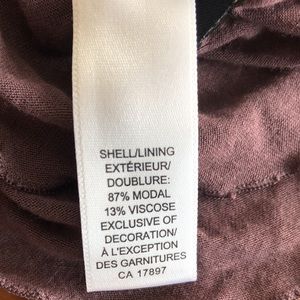 SHELL/LINING
EXTÉRIEUR/
DOUBLURE:
87% MODAL
13% VISCOSE
EXCLUSIVE OF
DECORATION/
À L'EXCEPTION
DES GARNITURES
CA 17897